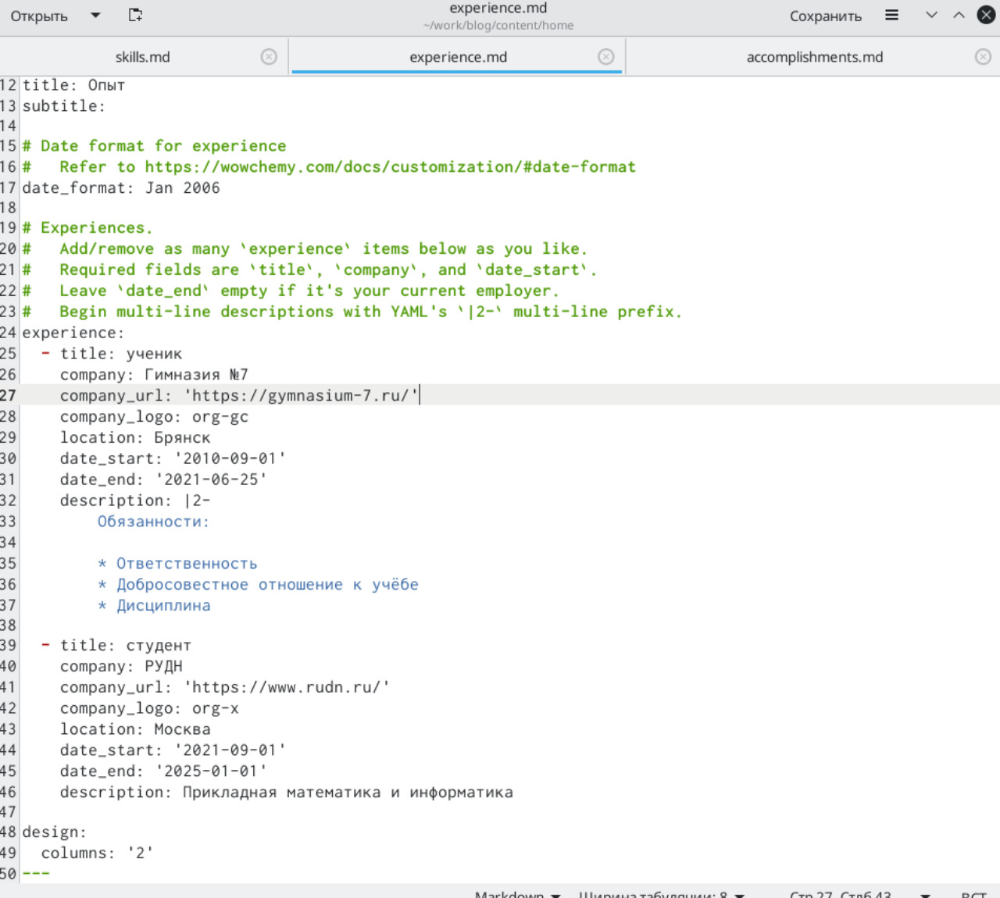 Открыть
experience.md
~/work/blog/content/home
Сохранить
skills.md
experience.md
accomplishments.md
12 title: Опыт
13 subtitle:
14
15 # Date format for experience
16 #   Refer to https://wowchemy.com/docs/customization/#date-format
17 date_format: Jan 2006
18
19 # Experiences.
20 #   Add/remove as many `experience` items below as you like.
21 #   Required fields are `title`, `company`, and `date_start`.
22 #   Leave `date_end` empty if it's your current employer.
23 #   Begin multi-line descriptions with YAML's `|2-` multi-line prefix.
24 experience:
25   - title: ученик
26     company: Гимназия №7
27     company_url: 'https://gymnasium-7.ru/'
28     company_logo: org-gc
29     location: Брянск
30     date_start: '2010-09-01'
31     date_end: '2021-06-25'
32     description: |2-
33         Обязанности:
34
35         * Ответственность
36         * Добросовестное отношение к учёбе
37         * Дисциплина
38
39   - title: студент
40     company: РУДН
41     company_url: 'https://www.rudn.ru/'
42     company_logo: org-x
43     location: Москва
44     date_start: '2021-09-01'
45     date_end: '2025-01-01'
46     description: Прикладная математика и информатика
47
48 design:
49   columns: '2'
50 ---
Markdown Ширина табуляции: 8 Стр 27, Стлб 43 ВСТ